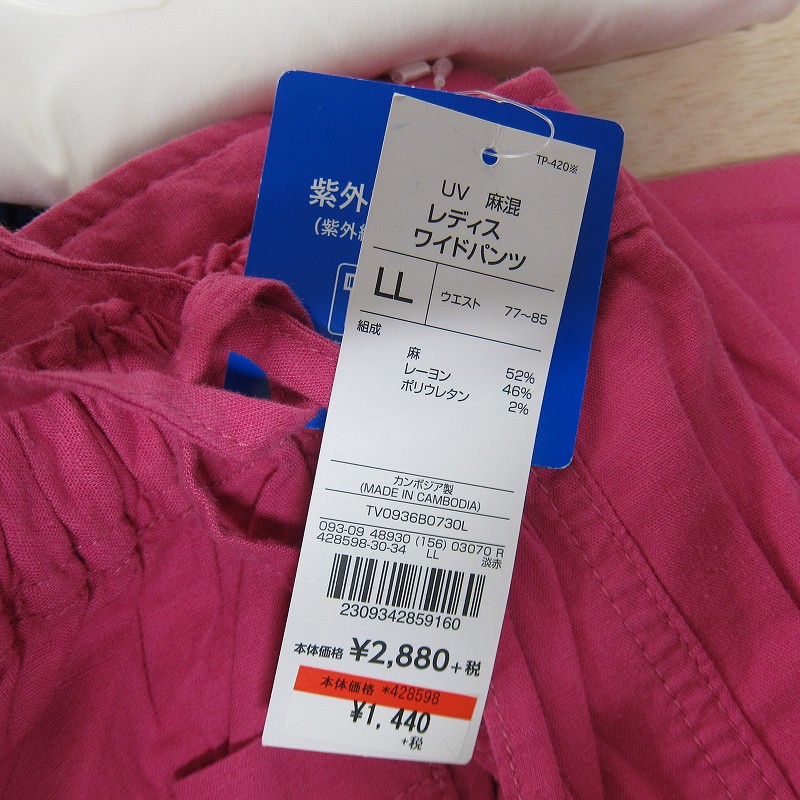 紫外
(紫外
TP-420※
UV 麻混
レディス
ワイドパンツ
LL ウエスト 77~85
組成
麻 52%
レーヨン 46%
ポリウレタン 2%
カンボジア製
(MADE IN CAMBODIA)
TV0936B0730L
093-09 48930 (156) 03070 R
428598-30-34 LL 淡赤
2309342859160
本体価格 ¥2,880+税
本体価格 *428598
¥1,440
+税